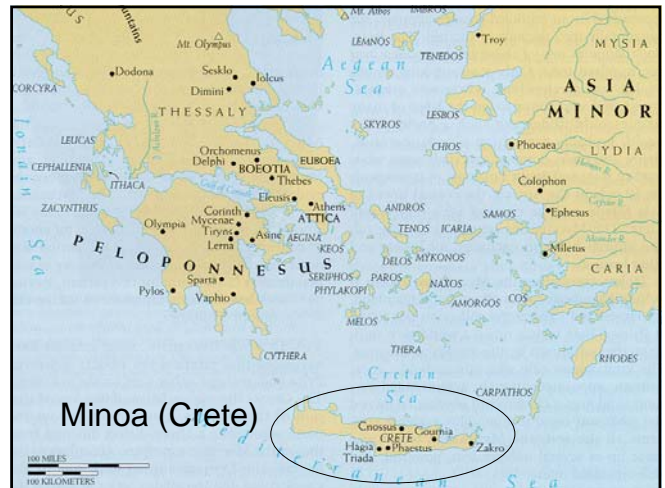 Mt. Olympus
Mt. Athos
IMBROS
LEMNOS
TENEDOS
Troy
MYSIA
Dodona
Sesklo
Iolcus
Dimini
Aegean
Sea
ASIA
MINOR
CORCYRA
THESSALY
SKYROS
LESBOS
LEUCAS
Orchomenus
Delphi
BOEOTIA
EUBOEA
CHIOS
Phocaea
LYDIA
CEPHALLENIA
ITHACA
Thebes
Colophon
Eleusis
Athens
ATTICA
ZACYNTHUS
Corinth
Mycenae
Tiryns
Lerna
Asine
AEGINA
Olympia
ANDROS
TENOS
ICARIA
SAMOS
Ephesus
KEOS
DELOS
MYKONOS
Miletus
PELOPONNESUS
SERIPHOS
PAROS
NAXOS
CARIA
Sparta
PHYLAKOPI
AMORGOS
COS
Pylos
Vaphio
MELOS
CYTHERA
THERA
RHODES
Cretan
Sea
CARPATHOS
Minoa (Crete)
Cnossus
Gournia
CRETE
Hagia
Triada
Phaestus
Zakro
Mediterranean
Sea
100 MILES
100 KILOMETERS